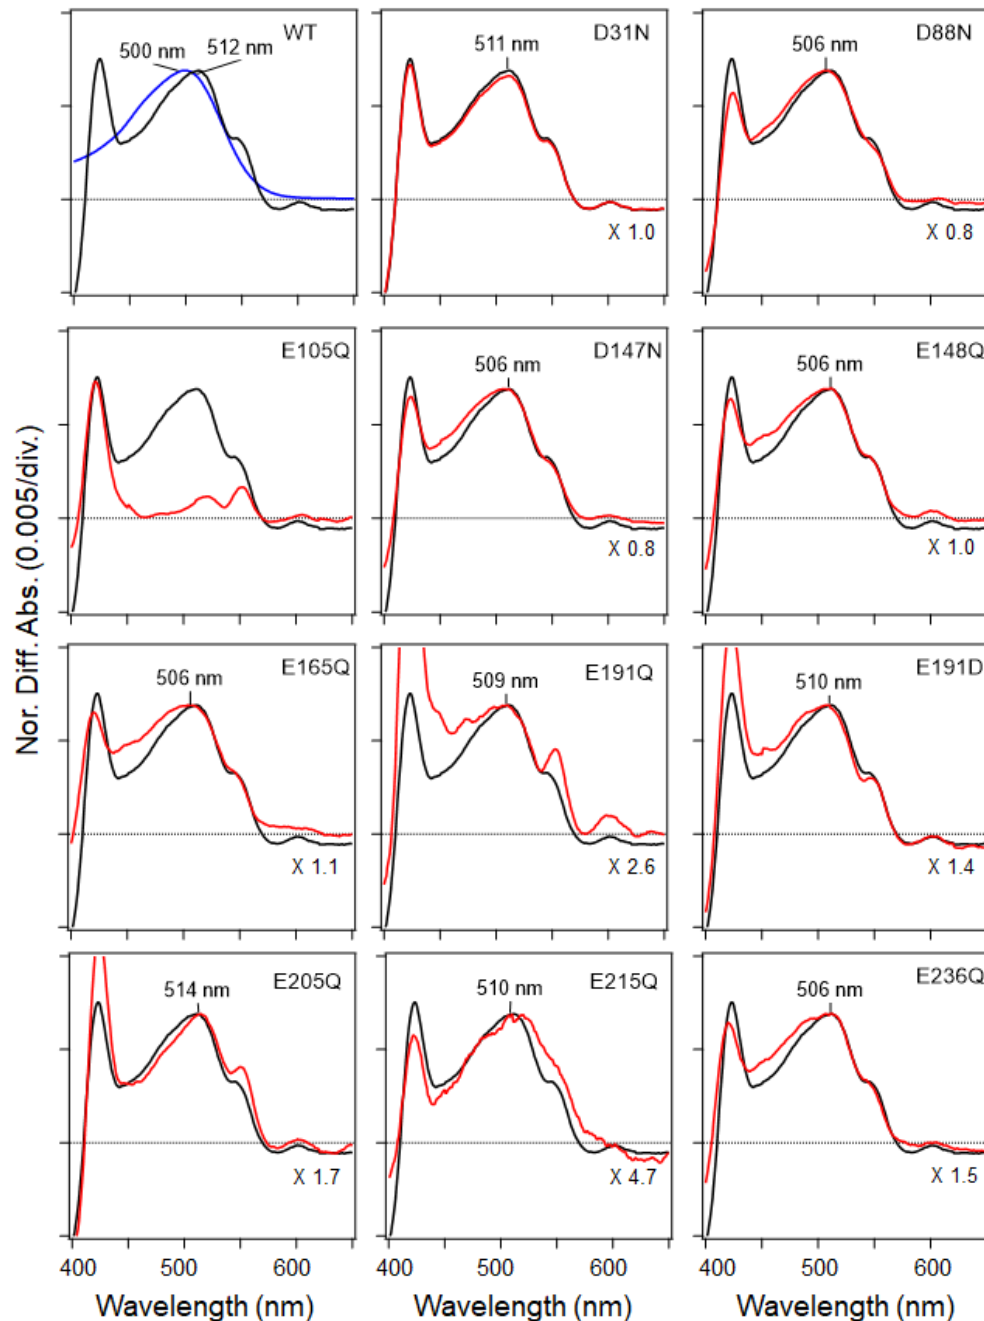 WT
500 nm
512 nm
D31N
511 nm
X 1.0
D88N
506 nm
X 0.8
E105Q
D147N
506 nm
X 0.8
E148Q
506 nm
X 1.0
E165Q
506 nm
X 1.1
E191Q
509 nm
X 2.6
E191D
510 nm
X 1.4
E205Q
514 nm
X 1.7
E215Q
510 nm
X 4.7
E236Q
506 nm
X 1.5
Nor. Diff. Abs. (0.005/div.)
400 500 600
400 500 600
400 500 600
Wavelength (nm)
Wavelength (nm)
Wavelength (nm)